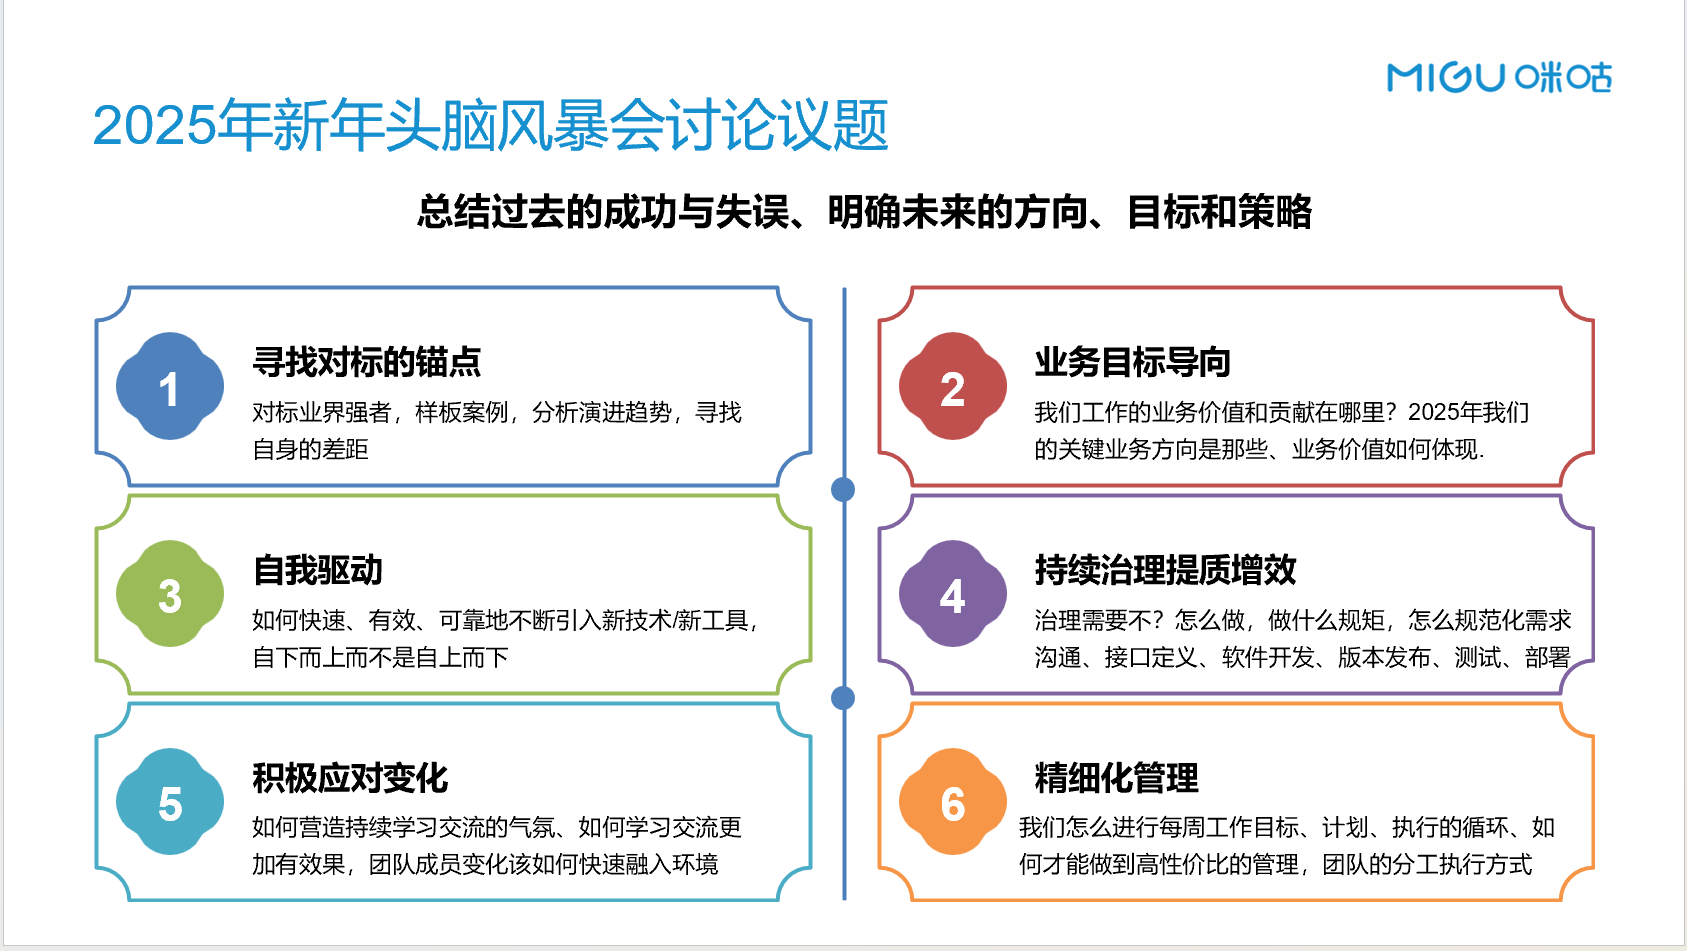 MIGU 咪咕
2025年新年头脑风暴会讨论议题
总结过去的成功与失误、明确未来的方向、目标和策略
1
寻找对标的锚点
对标业界强者，样板案例，分析演进趋势，寻找
自身的差距
2
业务目标导向
我们工作的业务价值和贡献在哪里？2025年我们
的关键业务方向是那些、业务价值如何体现.
3
自我驱动
如何快速、有效、可靠地不断引入新技术/新工具，
自下而上而不是自上而下
4
持续治理提质增效
治理需要不？怎么做，做什么规矩，怎么规范化需求
沟通、接口定义、软件开发、版本发布、测试、部署
5
积极应对变化
如何营造持续学习交流的气氛、如何学习交流更
加有效果，团队成员变化该如何快速融入环境
6
精细化管理
我们怎么进行每周工作目标、计划、执行的循环、如
何才能做到高性价比的管理，团队的分工执行方式